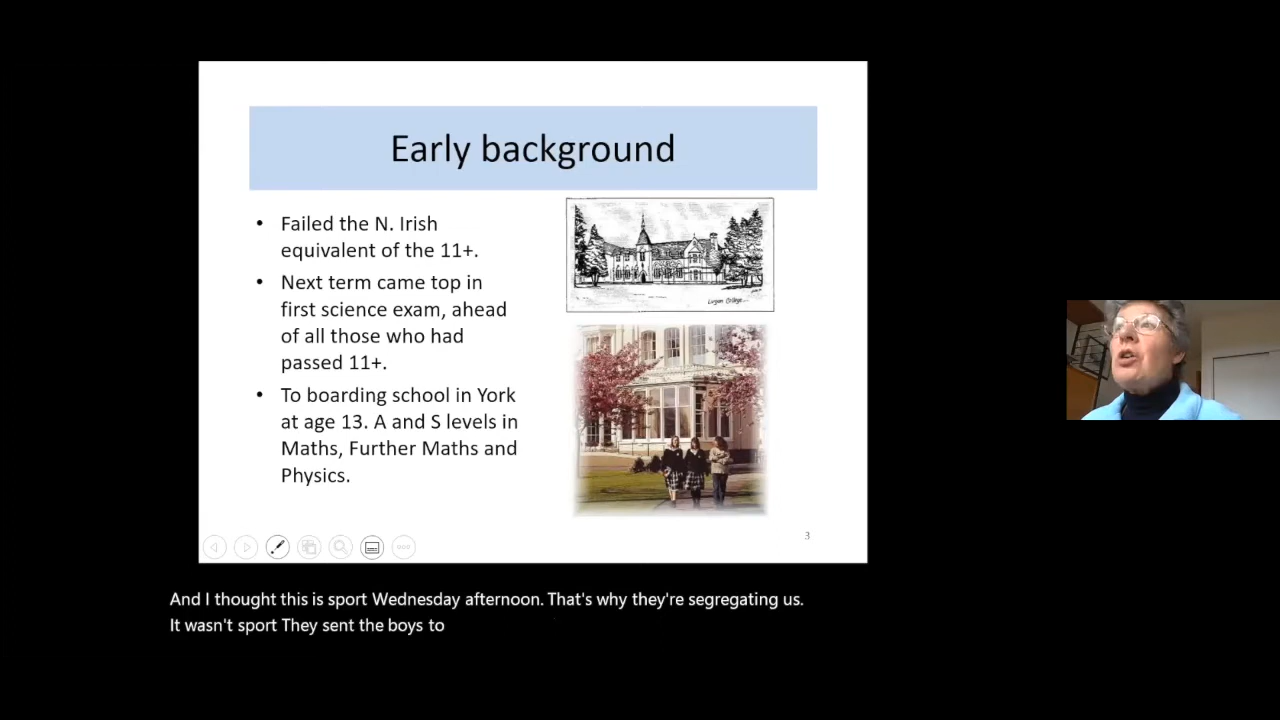 Early background
• Failed the N. Irish
equivalent of the 11+.
• Next term came top in
first science exam, ahead
of all those who had
passed 11+.
• To boarding school in York
at age 13. A and S levels in
Maths, Further Maths and
Physics.
Lurgan College
3
And I thought this is sport Wednesday afternoon. That's why they're segregating us.
It wasn't sport They sent the boys to